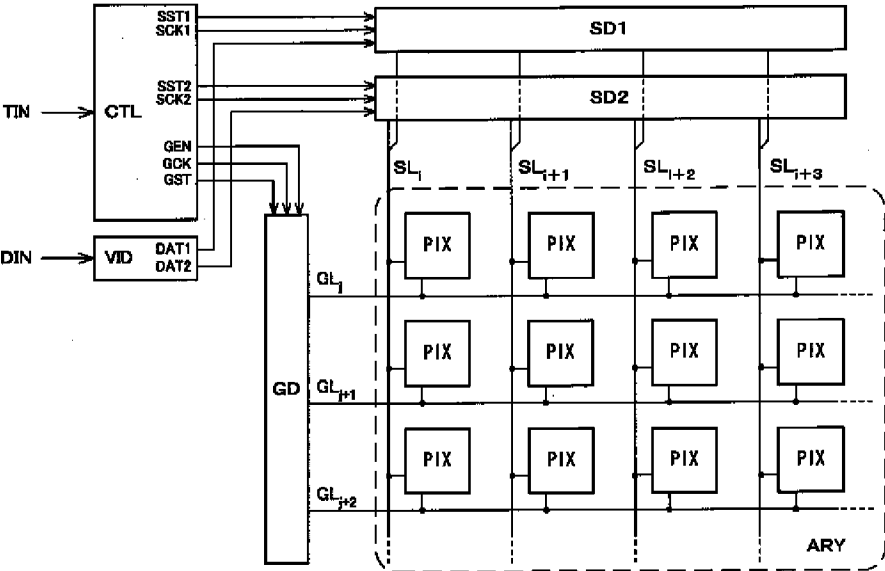 SST1
SCK1
SD1
SST2
SCK2
SD2
TIN
CTL
GEN
GCK
GST
SLi
SLi+1
SLi+2
SLi+3
DIN
VID
DAT1
DAT2
PIX
PIX
PIX
PIX
GLj
PIX
PIX
PIX
PIX
GD
GLj+1
PIX
PIX
PIX
PIX
GLj+2
ARY